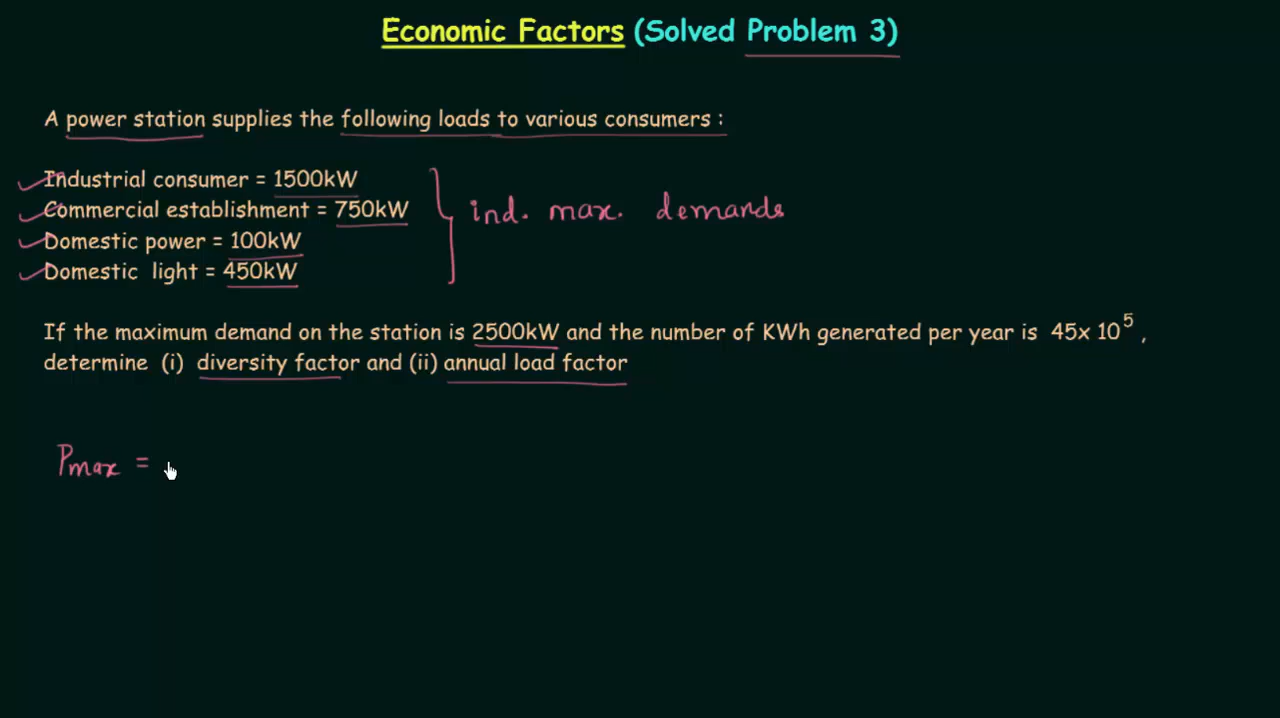 Economic Factors (Solved Problem 3)
A power station supplies the following loads to various consumers :
Industrial consumer = 1500kW
Commercial establishment = 750kW
Domestic power = 100kW
Domestic light = 450kW
ind. max. demands
If the maximum demand on the station is 2500kW and the number of KWh generated per year is 45x 10⁵ ,
determine (i) diversity factor and (ii) annual load factor
Pmax =